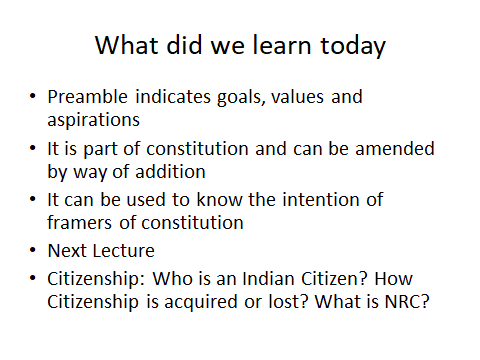 What did we learn today
• Preamble indicates goals, values and
aspirations
• It is part of constitution and can be amended
by way of addition
• It can be used to know the intention of
framers of constitution
• Next Lecture
• Citizenship: Who is an Indian Citizen? How
Citizenship is acquired or lost? What is NRC?